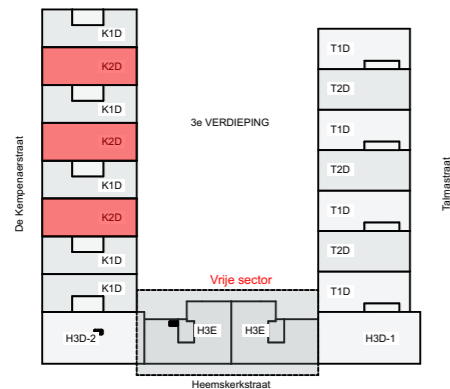 K1D
K2D
K1D
K2D
K1D
K2D
K1D
K1D
H3D-2
De Kempenaerstraat
3e VERDIEPING
Vrije sector
H3E
H3E
Heemskerkstraat
T1D
T2D
T1D
T2D
T1D
T2D
T1D
H3D-1
Talmastraat